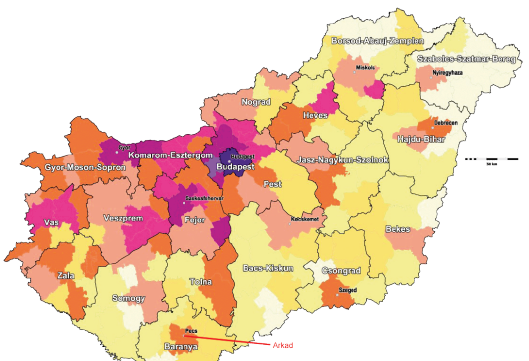 Borsod-Abauj-Zemplen
Szabolcs-Szatmar-Bereg
Miskolc
Nyiregyhaza
Nograd
Heves
Debrecen
Hajdu-Bihar
Gyor
Komarom-Esztergom
Budapest
Budapest
Jasz-Nagykun-Szolnok
Gyor-Moson-Sopron
Pest
Szekesfehervar
Vas
Veszprem
Fejor
Kecskemet
Bekes
Zala
Bacs-Kiskun
Csongrad
Tolna
Somogy
Szeged
Pecs
Arkad
Baranya